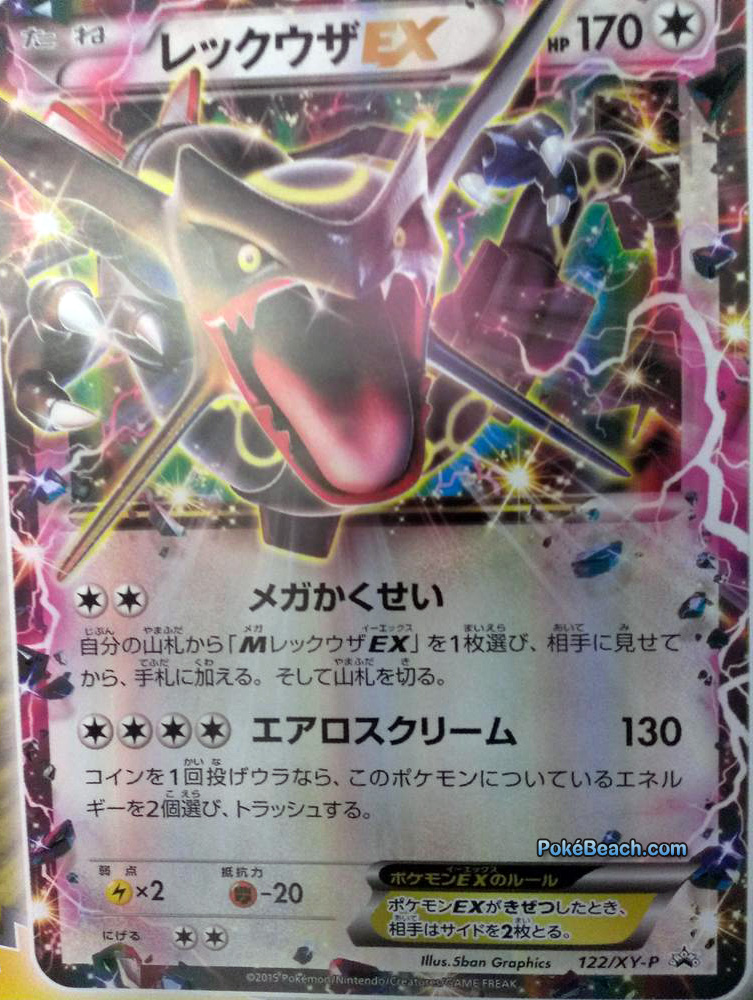 たね レックウザEX HP170
CC メガかくせい
自分の山札から「MレックウザEX」を1枚選び、相手に見せて
から、手札に加える。そして山札を切る。
エアロスクリーム 130
コインを1回投げウラなら、このポケモンについているエネル
ギーを2個選び、トラッシュする。
PokéBeach.com
弱点 抵抗力
×2 -20
にげる
ポケモンEXのルール
ポケモンEXがきぜつしたとき、
相手はサイドを2枚とる。
Illus.5ban Graphics 122/XY-P
©2015 Pokémon/Nintendo/Creatures/GAME FREAK